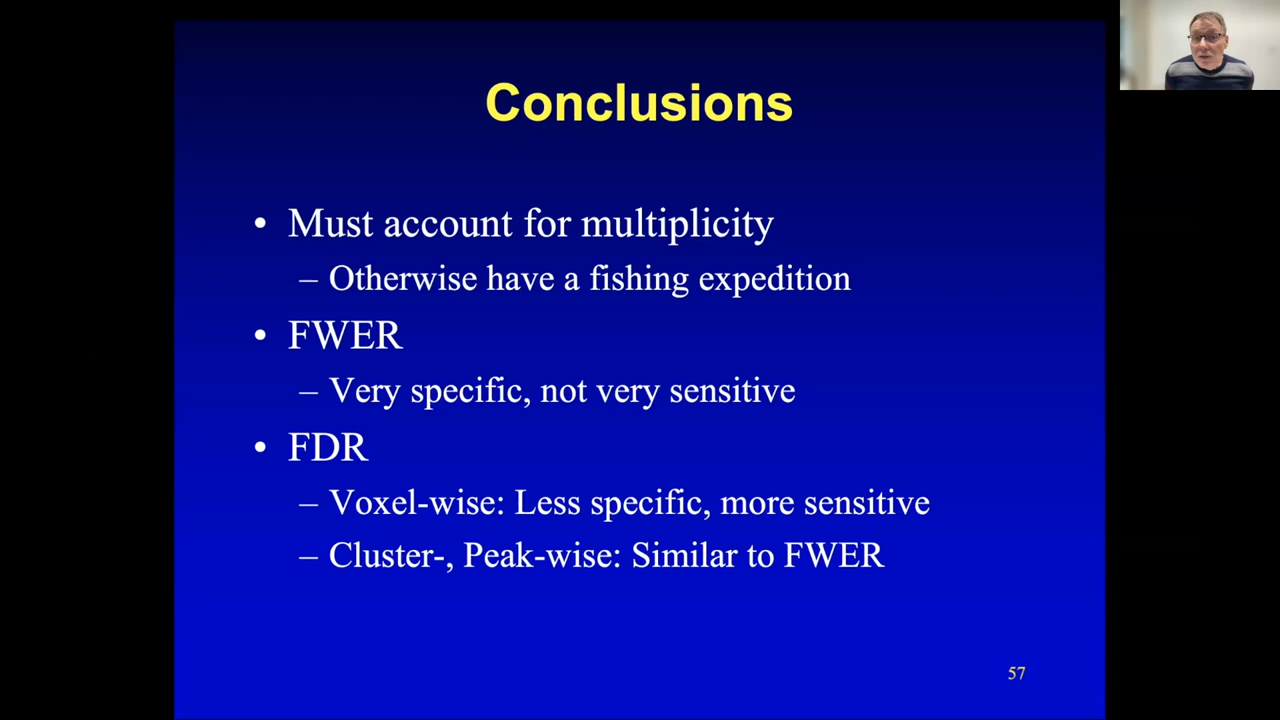 Conclusions
• Must account for multiplicity
– Otherwise have a fishing expedition
• FWER
– Very specific, not very sensitive
• FDR
– Voxel-wise: Less specific, more sensitive
– Cluster-, Peak-wise: Similar to FWER
57